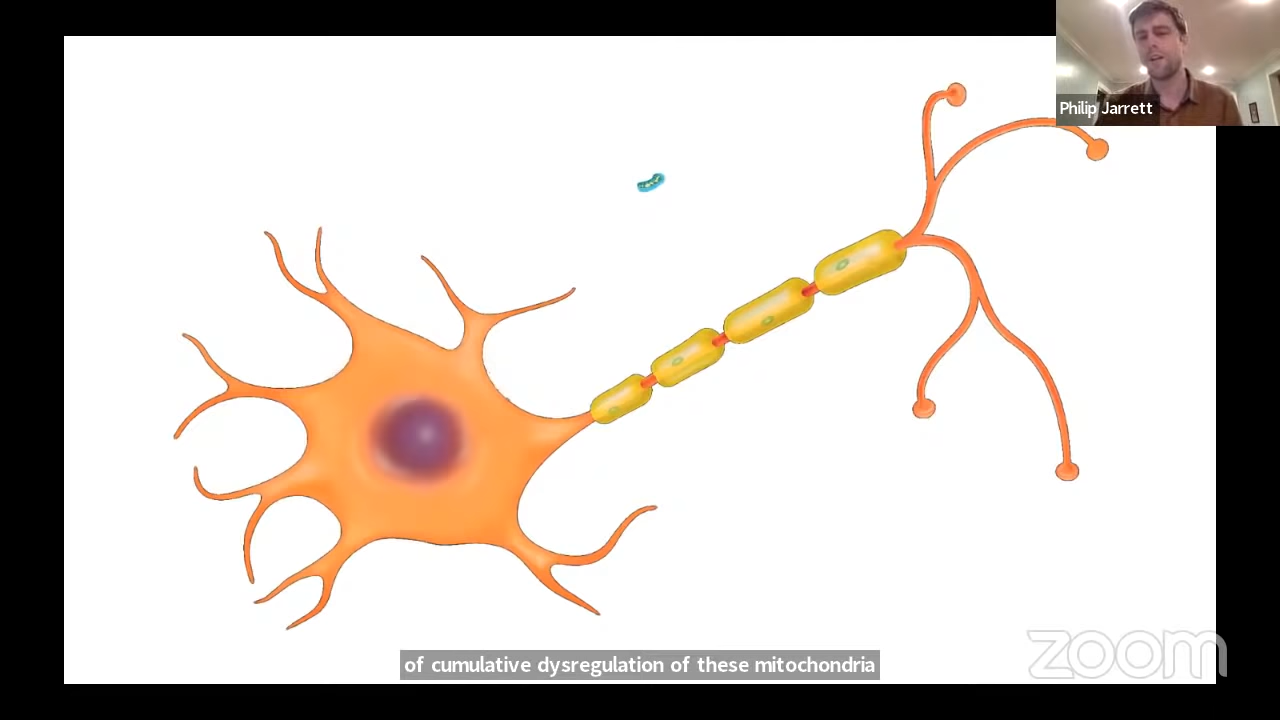 Philip Jarrett
of cumulative dysregulation of these mitochondria
zoom